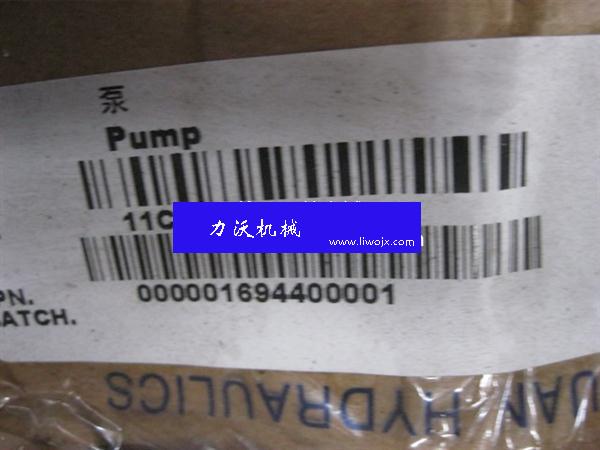 泵
Pump
11C
力沃机械
www.liwojx.com
PN.
000001694400001
ATCH.
UAN HYDRAULICS